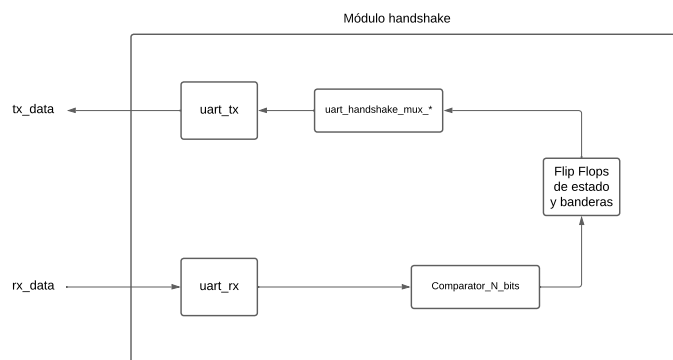 Módulo handshake
tx_data
uart_tx
uart_handshake_mux_*
Flip Flops
de estado
y banderas
rx_data
uart_rx
Comparator_N_bits